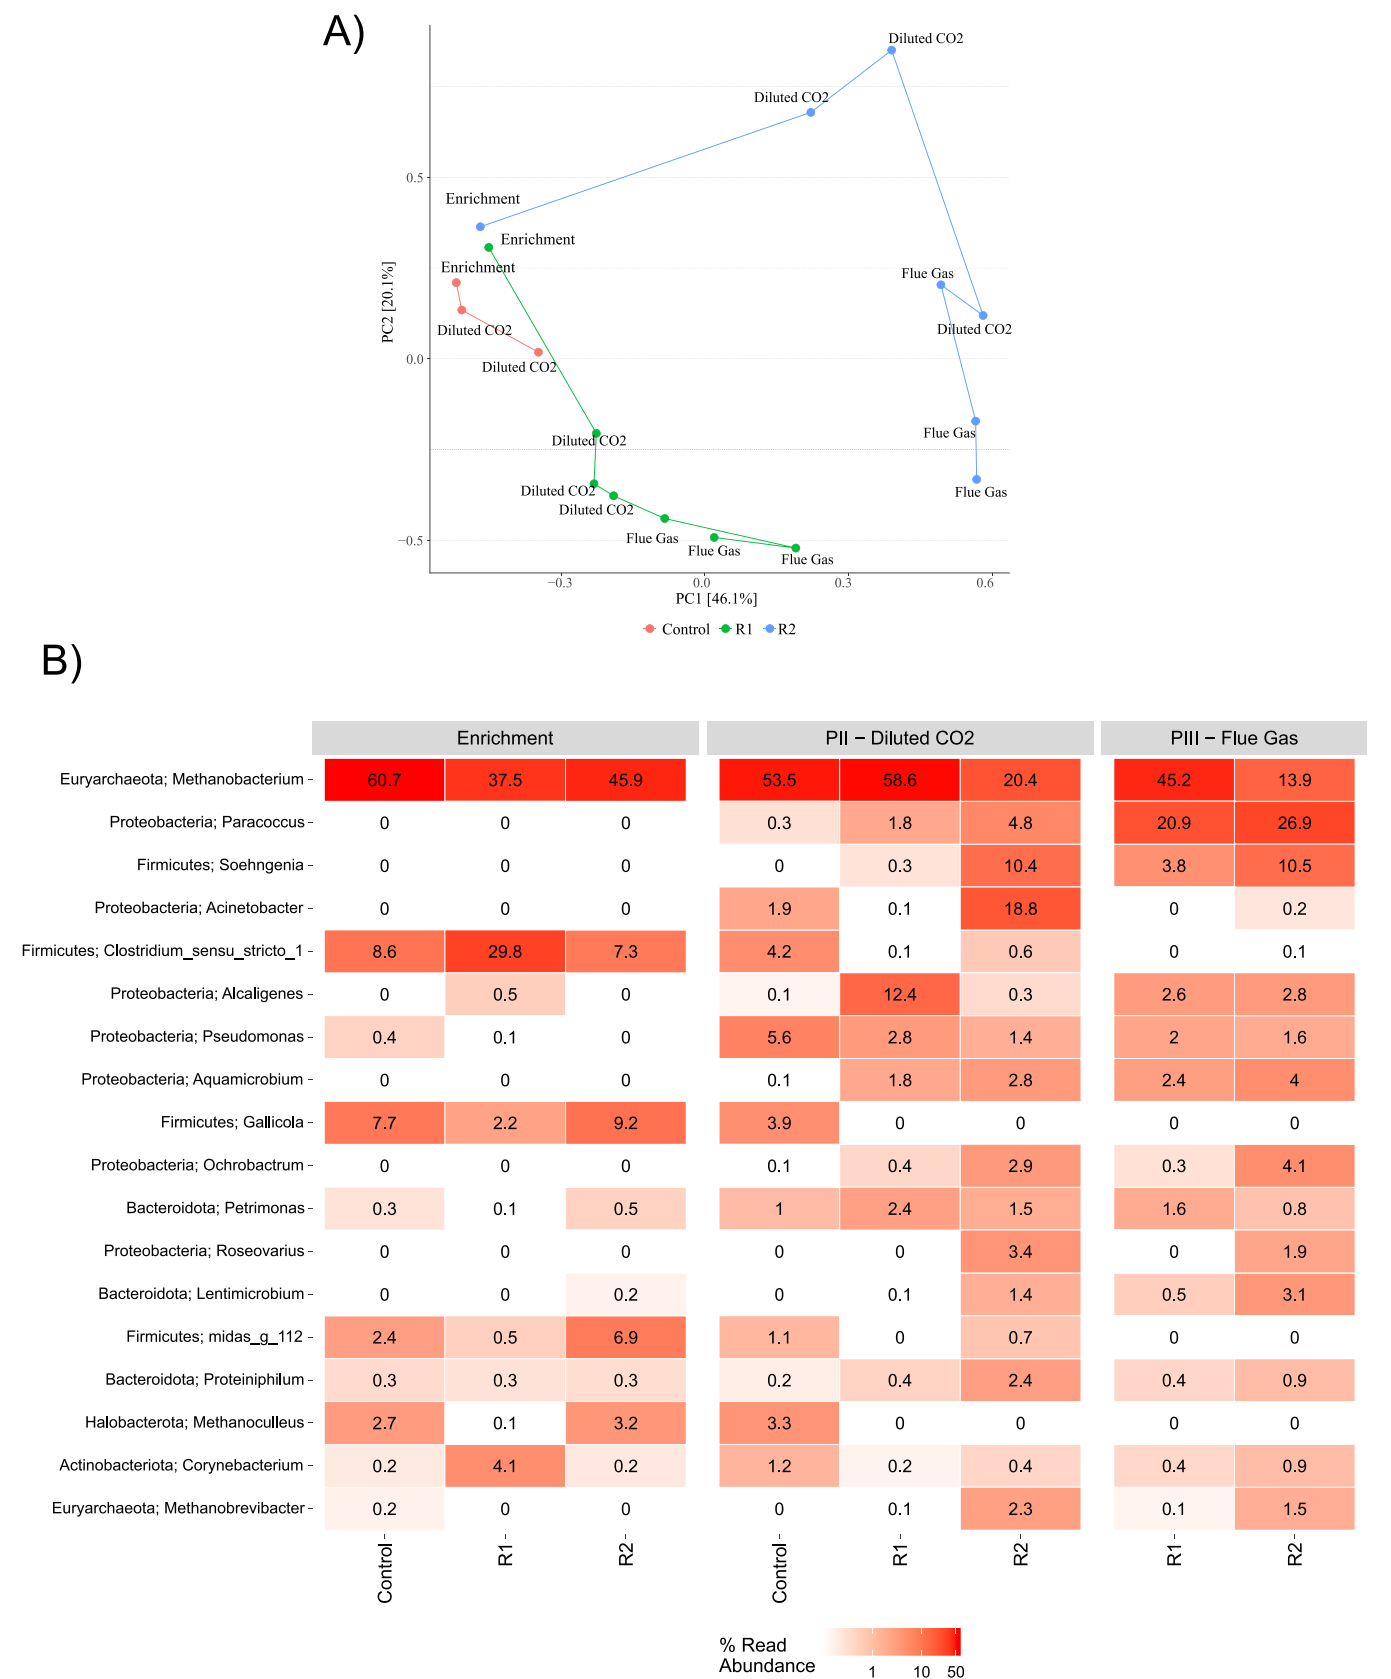 A)
Diluted CO2
Diluted CO2
0.5
Enrichment
Enrichment
Enrichment
Flue Gas
PC2 [20.1%]
Diluted CO2
Diluted CO2
0.0
Diluted CO2
Flue Gas
Diluted CO2
Diluted CO2
Flue Gas
Diluted CO2
−0.5
Flue Gas
Flue Gas
Flue Gas
−0.3 0.0 0.3 0.6
PC1 [46.1%]
Control R1 R2
B)
Enrichment PII − Diluted CO2 PIII − Flue Gas
Euryarchaeota; Methanobacterium 60.7 37.5 45.9 53.5 58.6 20.4 45.2 13.9
Proteobacteria; Paracoccus 0 0 0 0.3 1.8 4.8 20.9 26.9
Firmicutes; Soehngenia 0 0 0 0 0.3 10.4 3.8 10.5
Proteobacteria; Acinetobacter 0 0 0 1.9 0.1 18.8 0 0.2
Firmicutes; Clostridium_sensu_stricto_1 8.6 29.8 7.3 4.2 0.1 0.6 0 0.1
Proteobacteria; Alcaligenes 0 0.5 0 0.1 12.4 0.3 2.6 2.8
Proteobacteria; Pseudomonas 0.4 0.1 0 5.6 2.8 1.4 2 1.6
Proteobacteria; Aquamicrobium 0 0 0 0.1 1.8 2.8 2.4 4
Firmicutes; Gallicola 7.7 2.2 9.2 3.9 0 0 0 0
Proteobacteria; Ochrobactrum 0 0 0 0.1 0.4 2.9 0.3 4.1
Bacteroidota; Petrimonas 0.3 0.1 0.5 1 2.4 1.5 1.6 0.8
Proteobacteria; Roseovarius 0 0 0 0 0 3.4 0 1.9
Bacteroidota; Lentimicrobium 0 0 0.2 0 0.1 1.4 0.5 3.1
Firmicutes; midas_g_112 2.4 0.5 6.9 1.1 0 0.7 0 0
Bacteroidota; Proteiniphilum 0.3 0.3 0.3 0.2 0.4 2.4 0.4 0.9
Halobacterota; Methanoculleus 2.7 0.1 3.2 3.3 0 0 0 0
Actinobacteriota; Corynebacterium 0.2 4.1 0.2 1.2 0.2 0.4 0.4 0.9
Euryarchaeota; Methanobrevibacter 0.2 0 0 0 0.1 2.3 0.1 1.5
Control R1 R2 Control R1 R2 R1 R2
% Read
Abundance
1 10 50